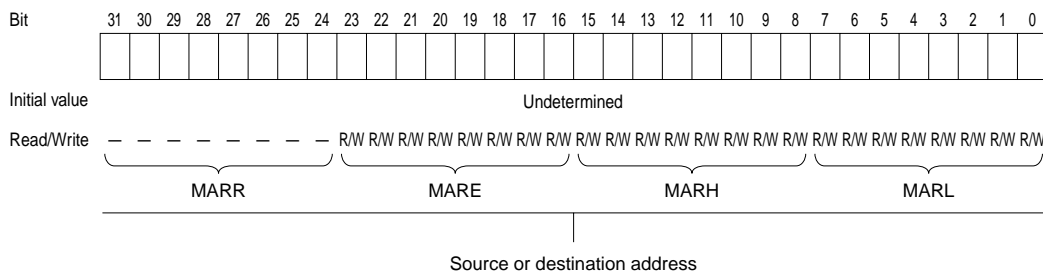 Bit 31 30 29 28 27 26 25 24 23 22 21 20 19 18 17 16 15 14 13 12 11 10 9 8 7 6 5 4 3 2 1 0
Initial value Undetermined
Read/Write — — — — — — — — R/W R/W R/W R/W R/W R/W R/W R/W R/W R/W R/W R/W R/W R/W R/W R/W R/W R/W R/W R/W R/W R/W R/W R/W
MARR MARE MARH MARL
Source or destination address